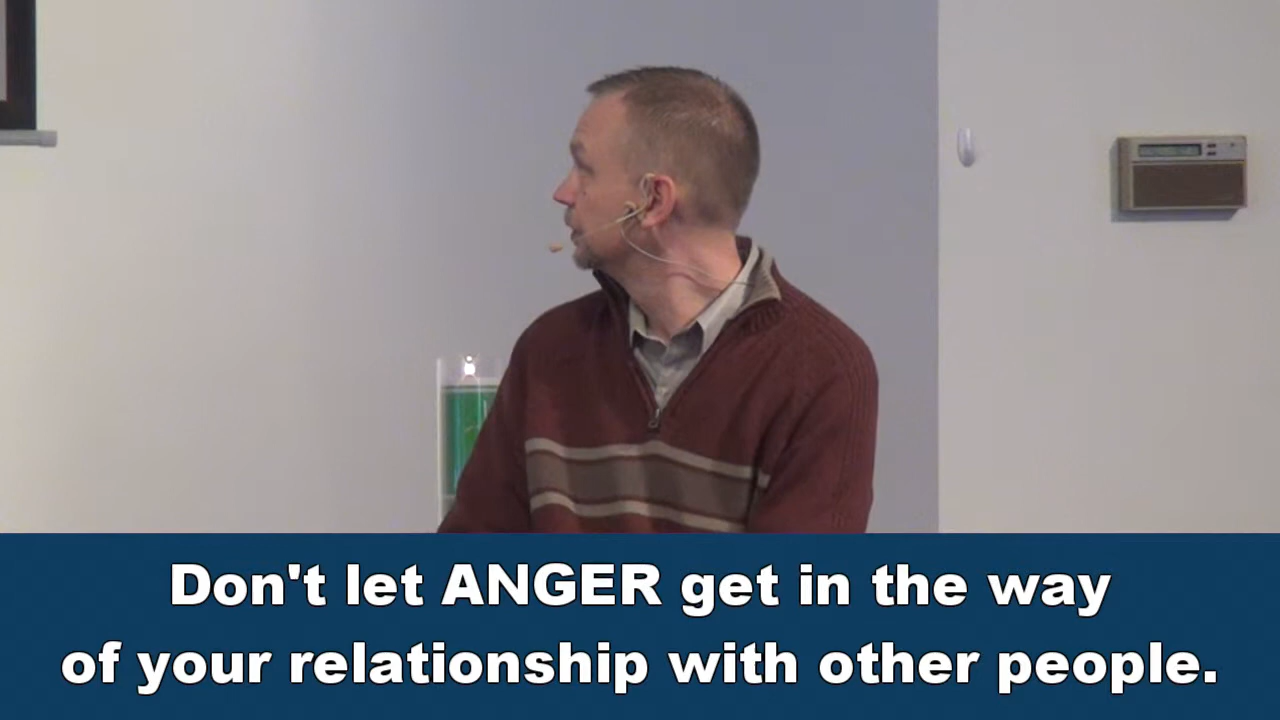 Don't let ANGER get in the way
of your relationship with other people.